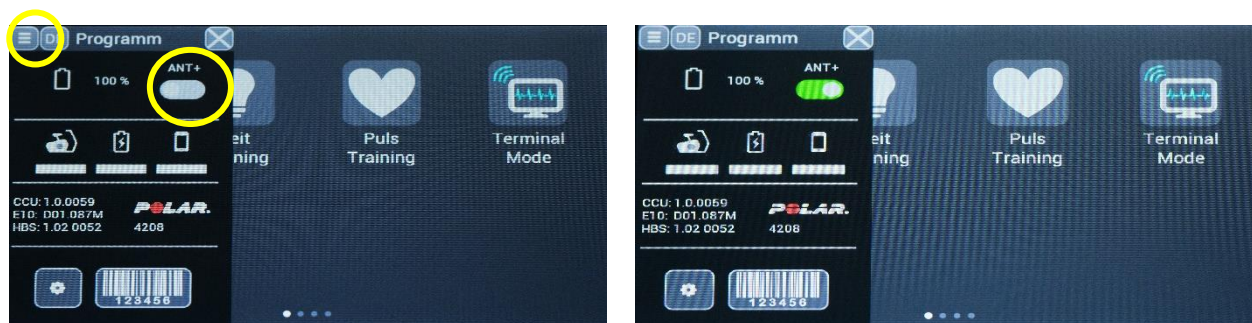 DE Programm
100 %
ANT+
eit
ning
Puls
Training
Terminal
Mode
CCU: 1.0.0059
E10: D01.087M
HBS: 1.02 0052
POLAR.
4208
123456
DE Programm
100 %
ANT+
eit
ning
Puls
Training
Terminal
Mode
CCU: 1.0.0059
E10: D01.087M
HBS: 1.02 0052
POLAR.
4208
123456